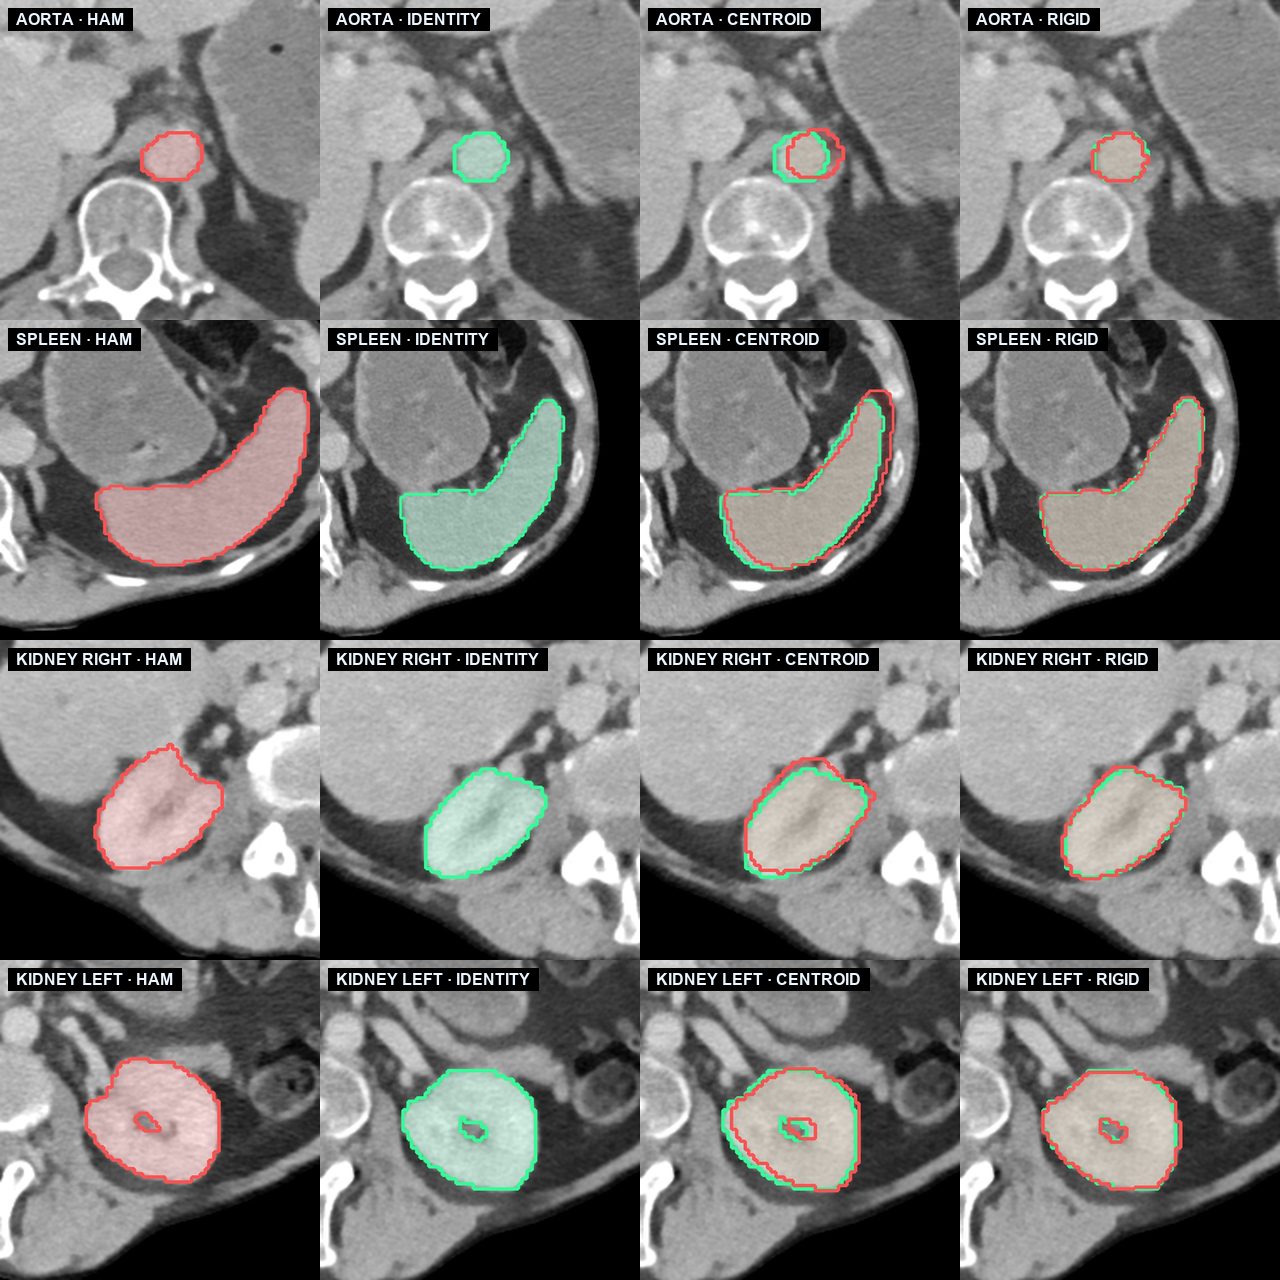 AORTA · HAM
AORTA · IDENTITY
AORTA · CENTROID
AORTA · RIGID
SPLEEN · HAM
SPLEEN · IDENTITY
SPLEEN · CENTROID
SPLEEN · RIGID
KIDNEY RIGHT · HAM
KIDNEY RIGHT · IDENTITY
KIDNEY RIGHT · CENTROID
KIDNEY RIGHT · RIGID
KIDNEY LEFT · HAM
KIDNEY LEFT · IDENTITY
KIDNEY LEFT · CENTROID
KIDNEY LEFT · RIGID